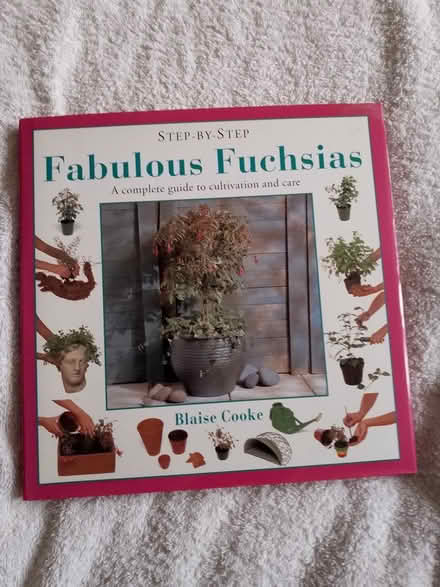 STEP-BY-STEP
Fabulous Fuchsias
A complete guide to cultivation and care
Blaise Cooke